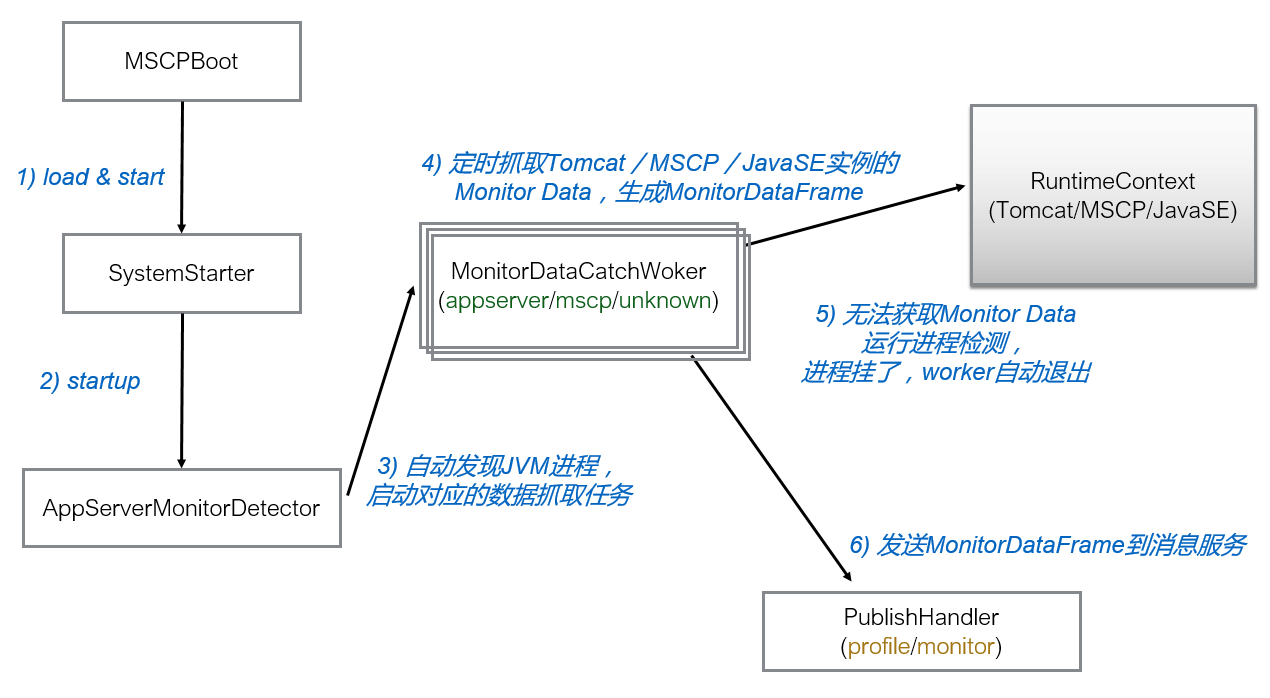 MSCPBoot
1) load & start
SystemStarter
2) startup
AppServerMonitorDetector
3) 自动发现JVM进程，
启动对应的数据抓取任务
4) 定时抓取Tomcat／MSCP／JavaSE实例的
Monitor Data，生成MonitorDataFrame
MonitorDataCatchWoker
(appserver/mscp/unknown)
RuntimeContext
(Tomcat/MSCP/JavaSE)
5) 无法获取Monitor Data
运行进程检测，
进程挂了，worker自动退出
6) 发送MonitorDataFrame到消息服务
PublishHandler
(profile/monitor)